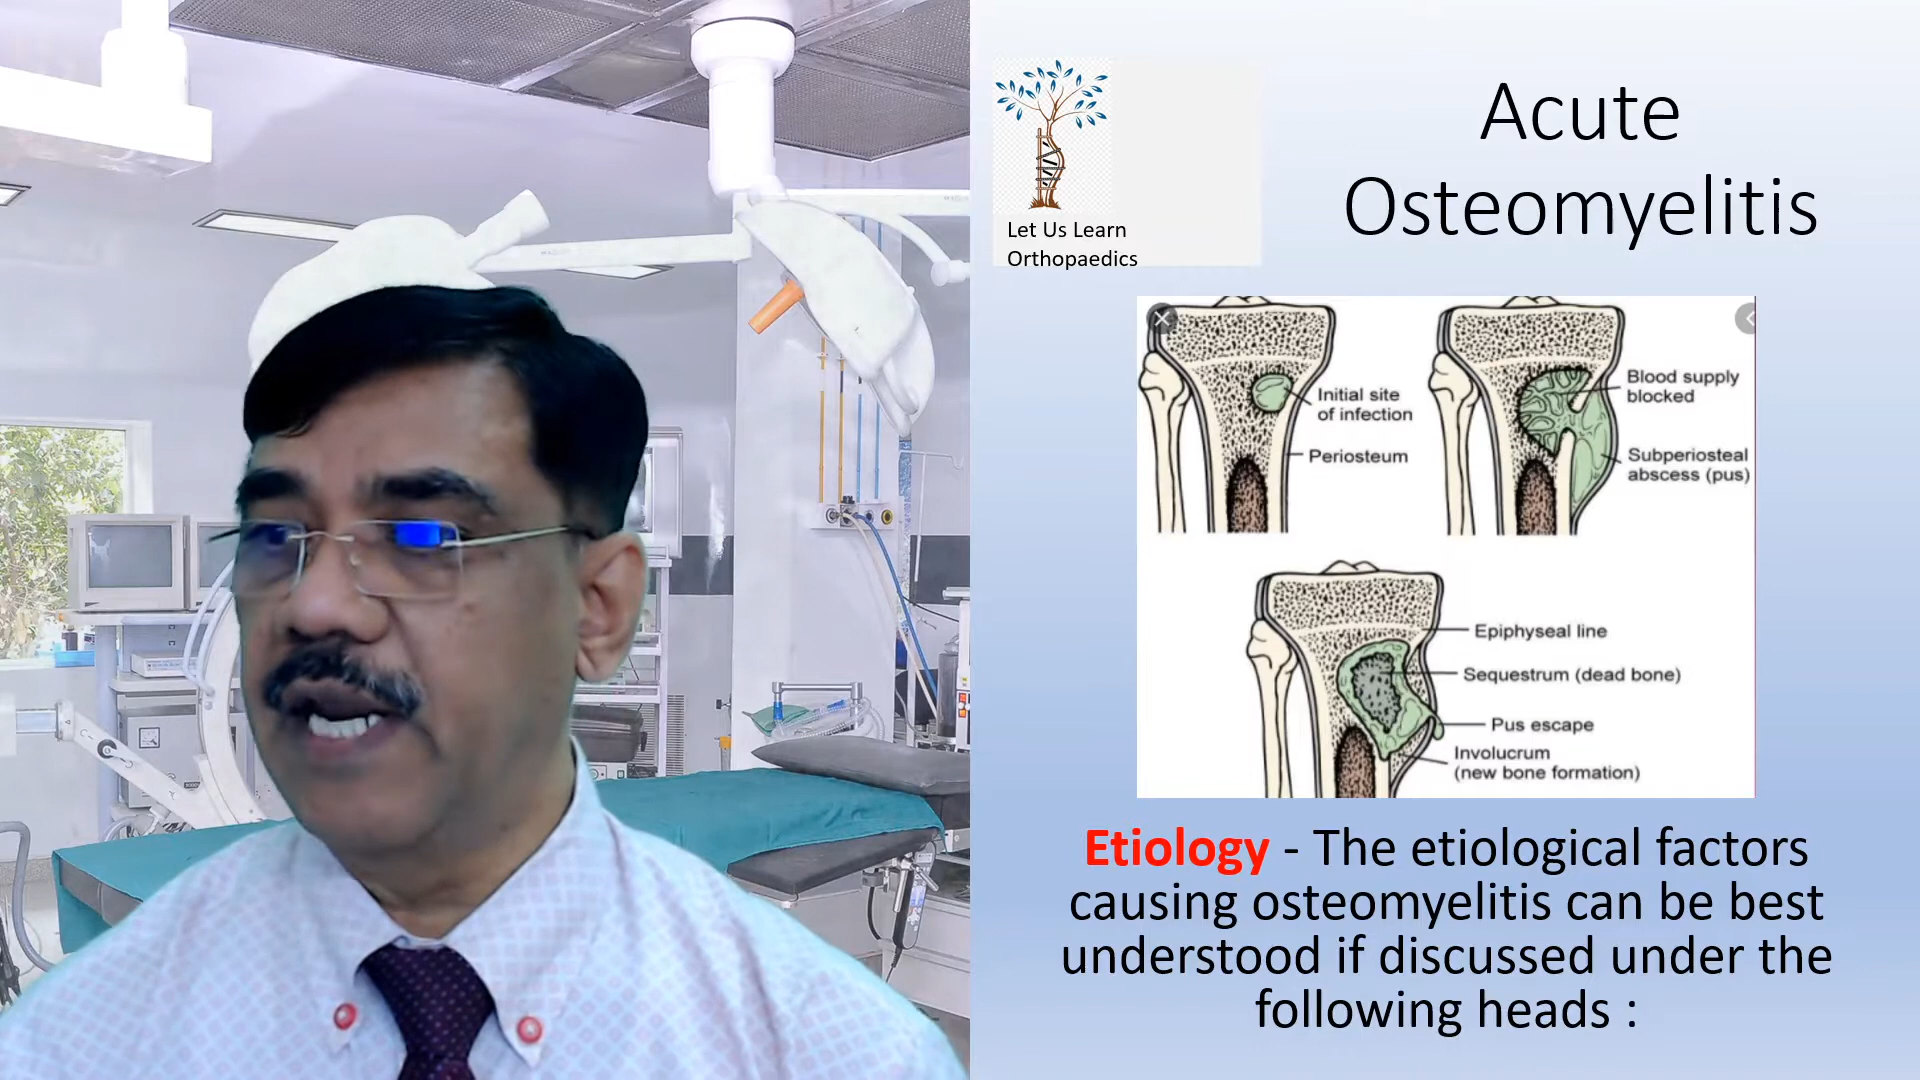 Acute
Osteomyelitis
Let Us Learn
Orthopaedics
Initial site
of infection
Periosteum
Blood supply
blocked
Subperiosteal
abscess (pus)
Epiphyseal line
Sequestrum (dead bone)
Pus escape
Involucrum
(new bone formation)
Etiology - The etiological factors
causing osteomyelitis can be best
understood if discussed under the
following heads :